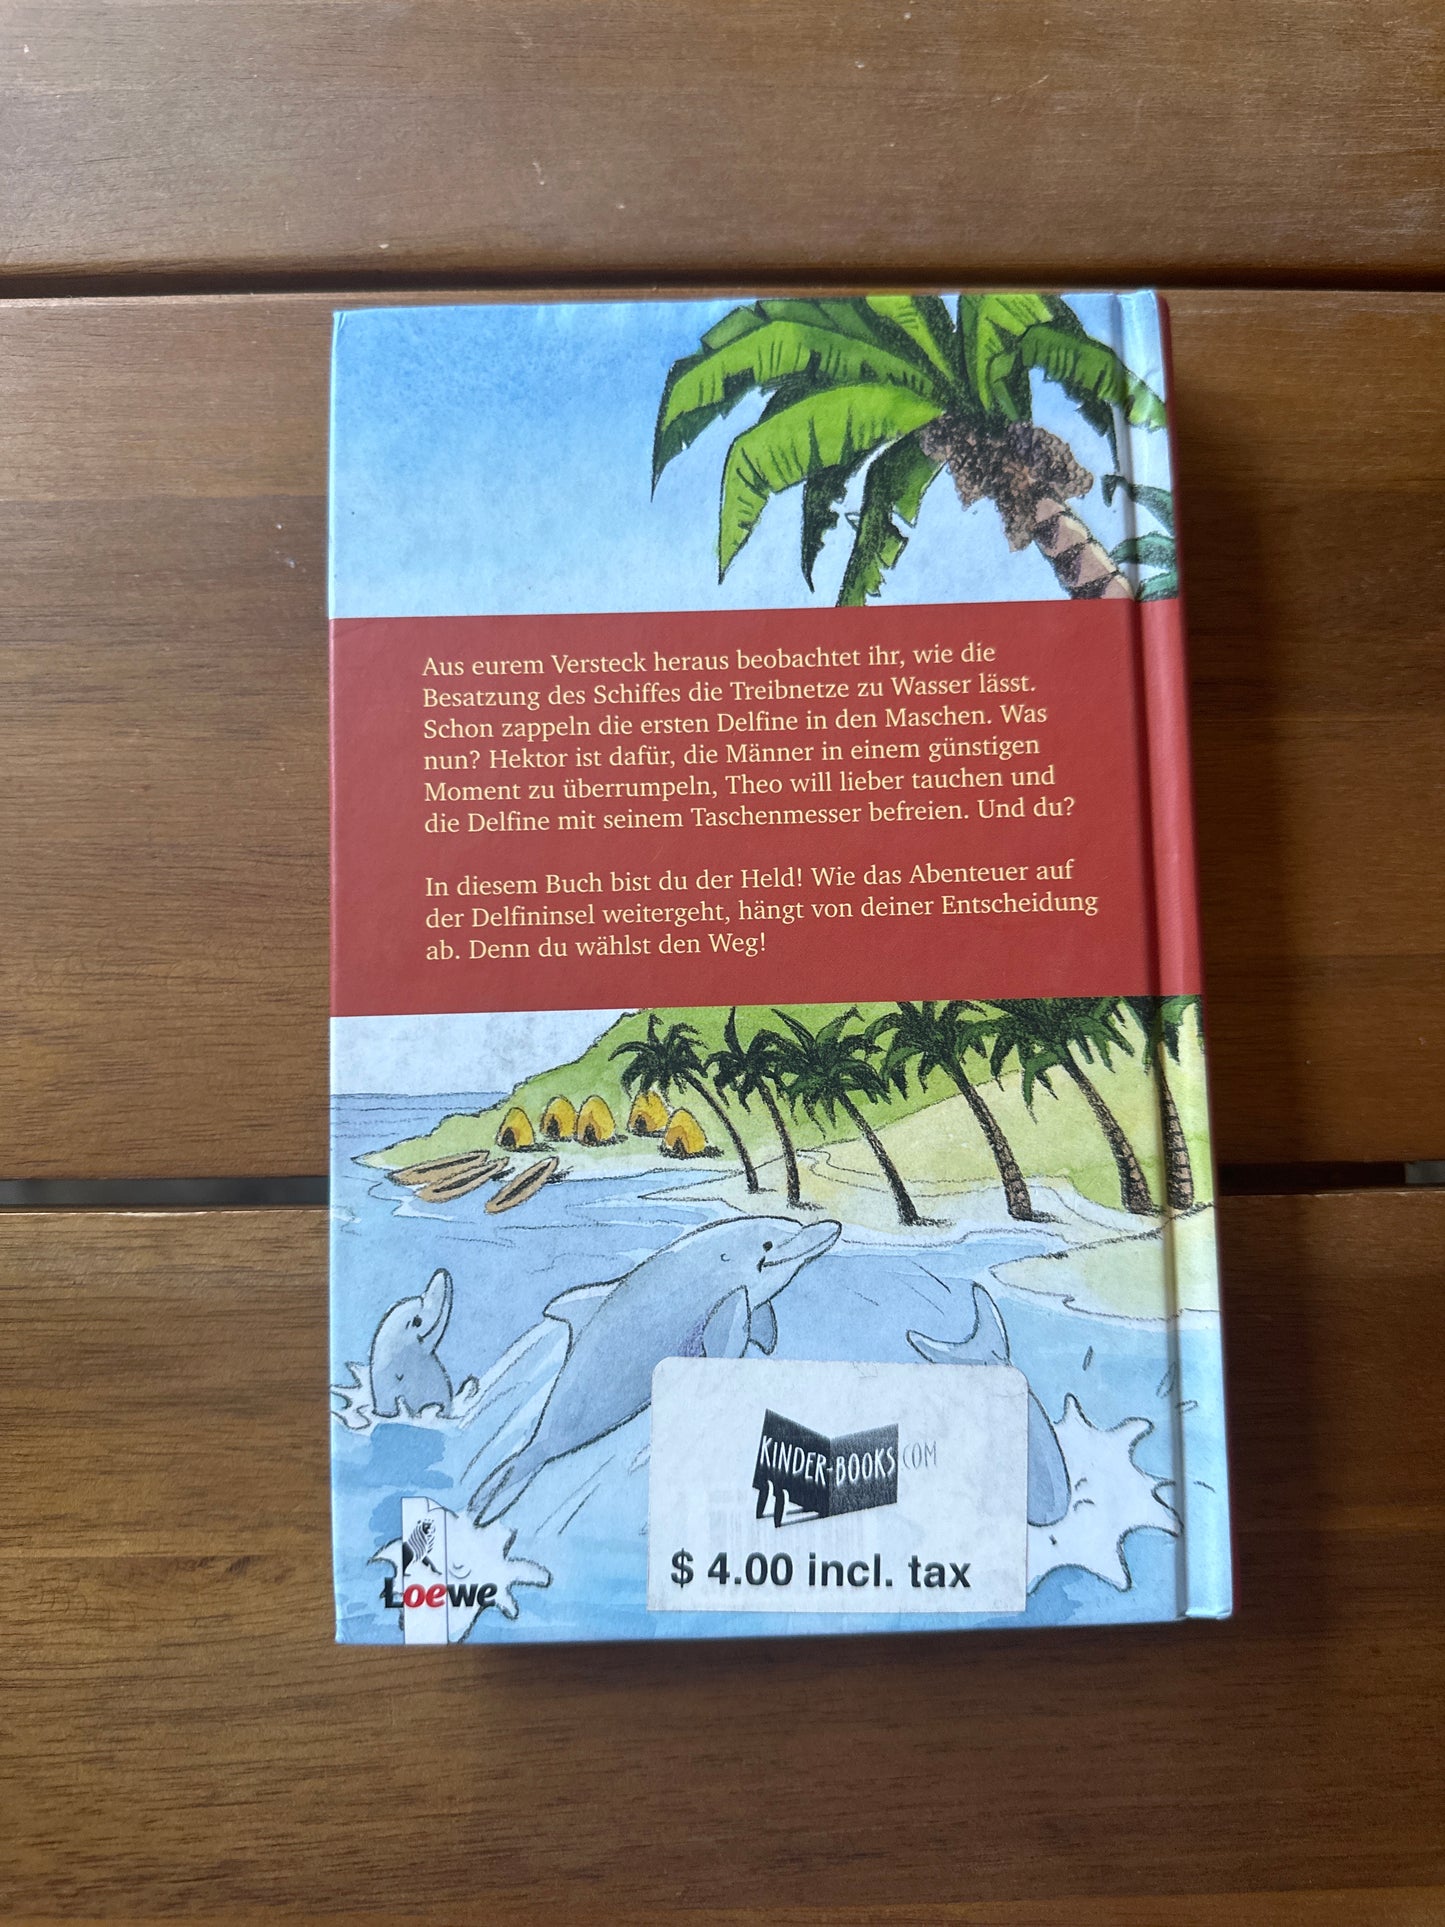 Aus eurem Versteck heraus beobachtet ihr, wie die
Besatzung des Schiffes die Treibnetze zu Wasser lässt.
Schon zappeln die ersten Delfine in den Maschen. Was
nun? Hektor ist dafür, die Männer in einem günstigen
Moment zu überrumpeln, Theo will lieber tauchen und
die Delfine mit seinem Taschenmesser befreien. Und du?
In diesem Buch bist du der Held! Wie das Abenteuer auf
der Delfininsel weitergeht, hängt von deiner Entscheidung
ab. Denn du wählst den Weg!
KINDER-BOOKS.COM
$ 4.00 incl. tax
Loewe